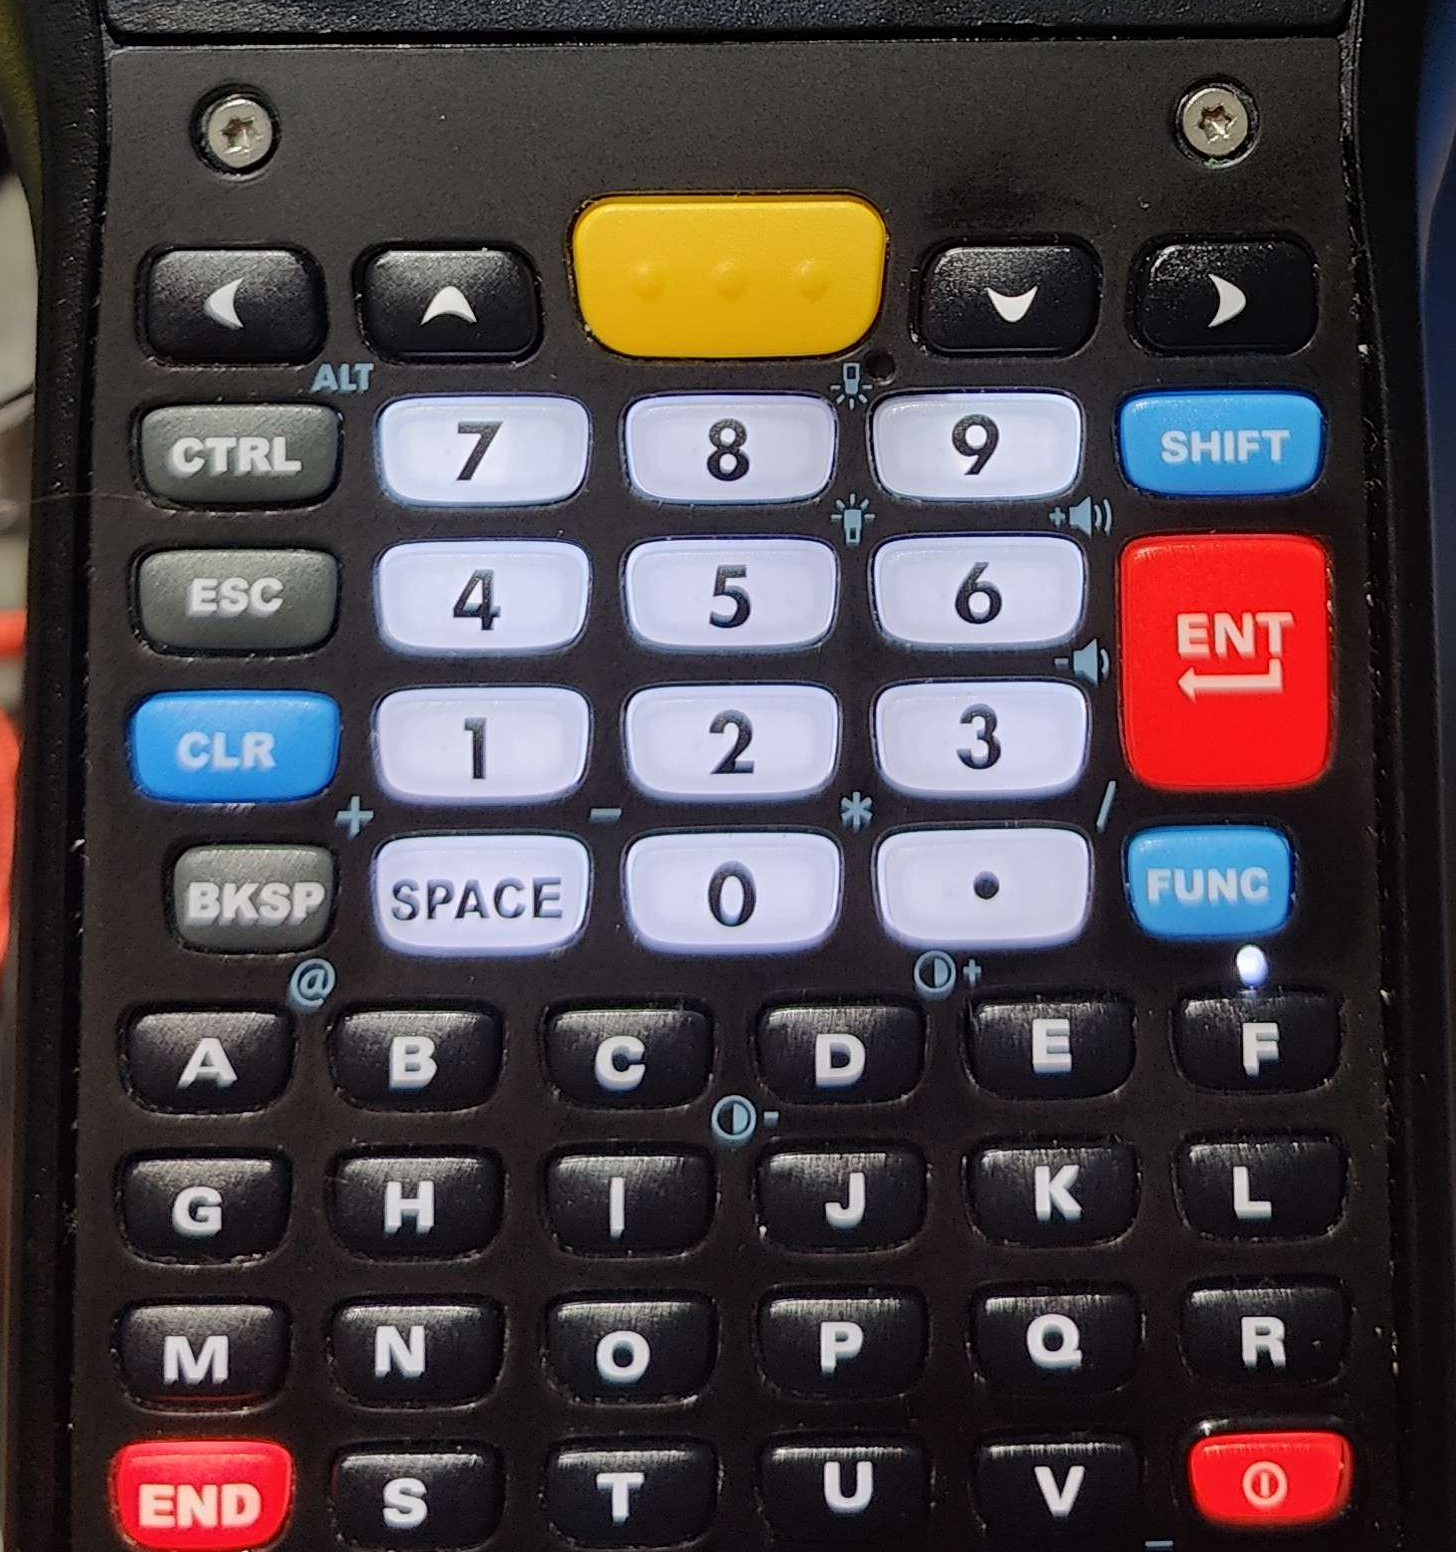 ALT
CTRL 7 8 9 SHIFT
+
ESC 4 5 6 ENT
-
CLR 1 2 3
+ - * /
BKSP SPACE 0 . FUNC
@ +
A B C D E F
-
G H I J K L
M N O P Q R
END S T U V